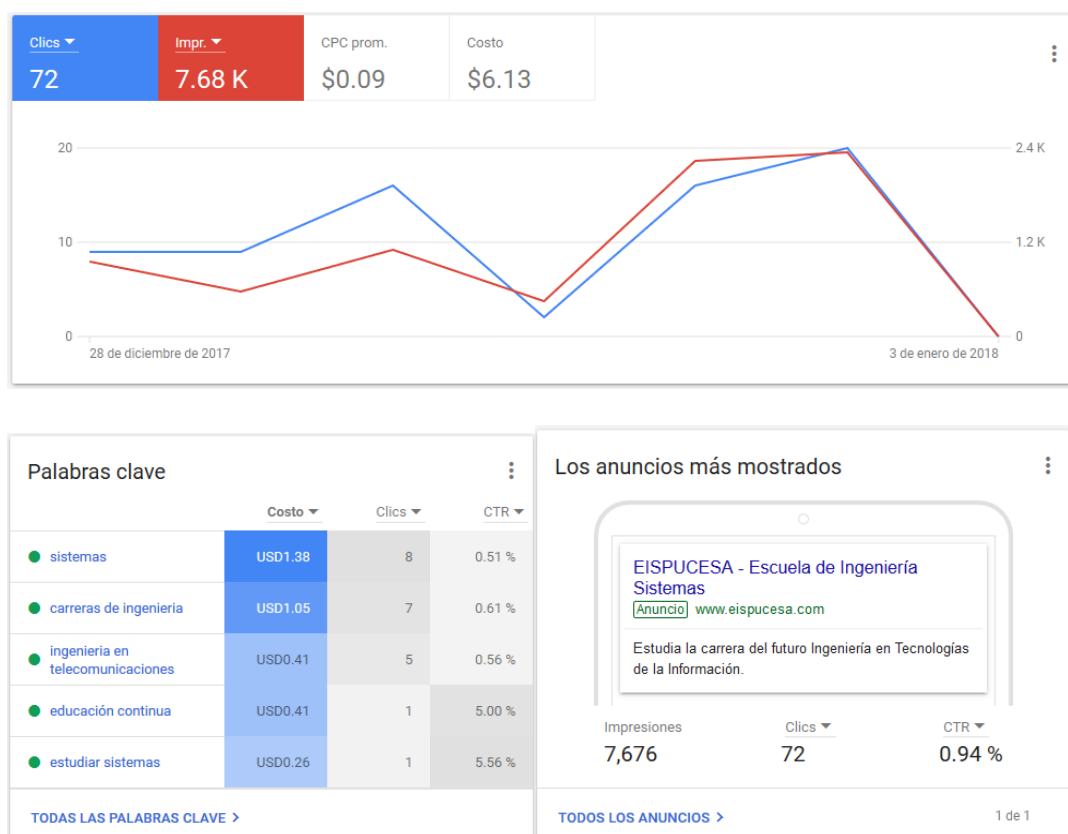 Clics Impr. CPC prom. Costo
72 7.68 K $0.09 $6.13
20 2.4 K
10 1.2 K
0 0
28 de diciembre de 2017 3 de enero de 2018
Palabras clave
Costo Clics CTR
sistemas USD1.38 8 0.51 %
carreras de ingenieria USD1.05 7 0.61 %
ingenieria en
telecomunicaciones USD0.41 5 0.56 %
educación continua USD0.41 1 5.00 %
estudiar sistemas USD0.26 1 5.56 %
TODAS LAS PALABRAS CLAVE
Los anuncios más mostrados
EISPUCESA - Escuela de Ingeniería
Sistemas
Anuncio www.eispucesa.com
Estudia la carrera del futuro Ingeniería en Tecnologías
de la Información.
Impresiones Clics CTR
7,676 72 0.94 %
TODOS LOS ANUNCIOS 1 de 1